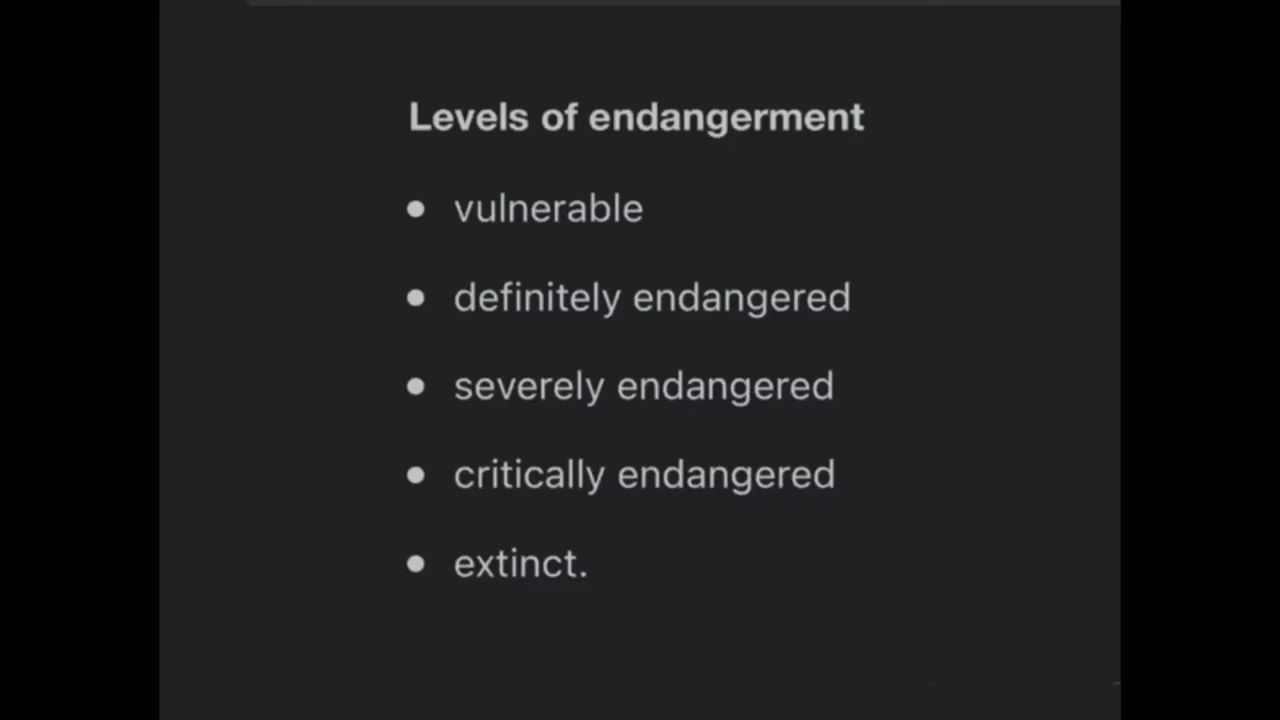 Levels of endangerment
• vulnerable
• definitely endangered
• severely endangered
• critically endangered
• extinct.